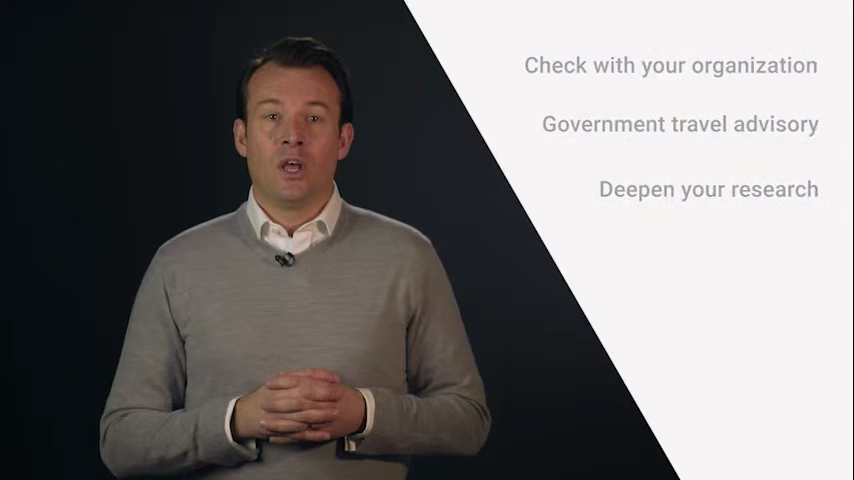 Check with your organization
Government travel advisory
Deepen your research